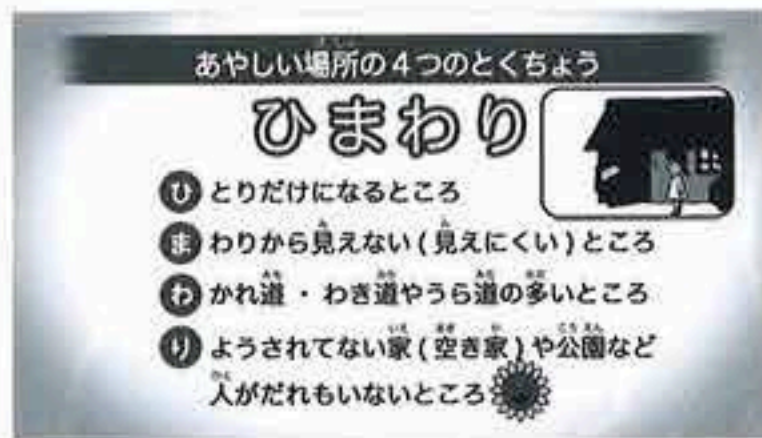 あやしい場所の4つのとくちょう
ひまわり
ひとりだけになるところ
まわりから見えない(見えにくい)ところ
わかれ道・わき道やうら道の多いところ
りようされてない家(空き家)や公園など
人がだれもいないところ